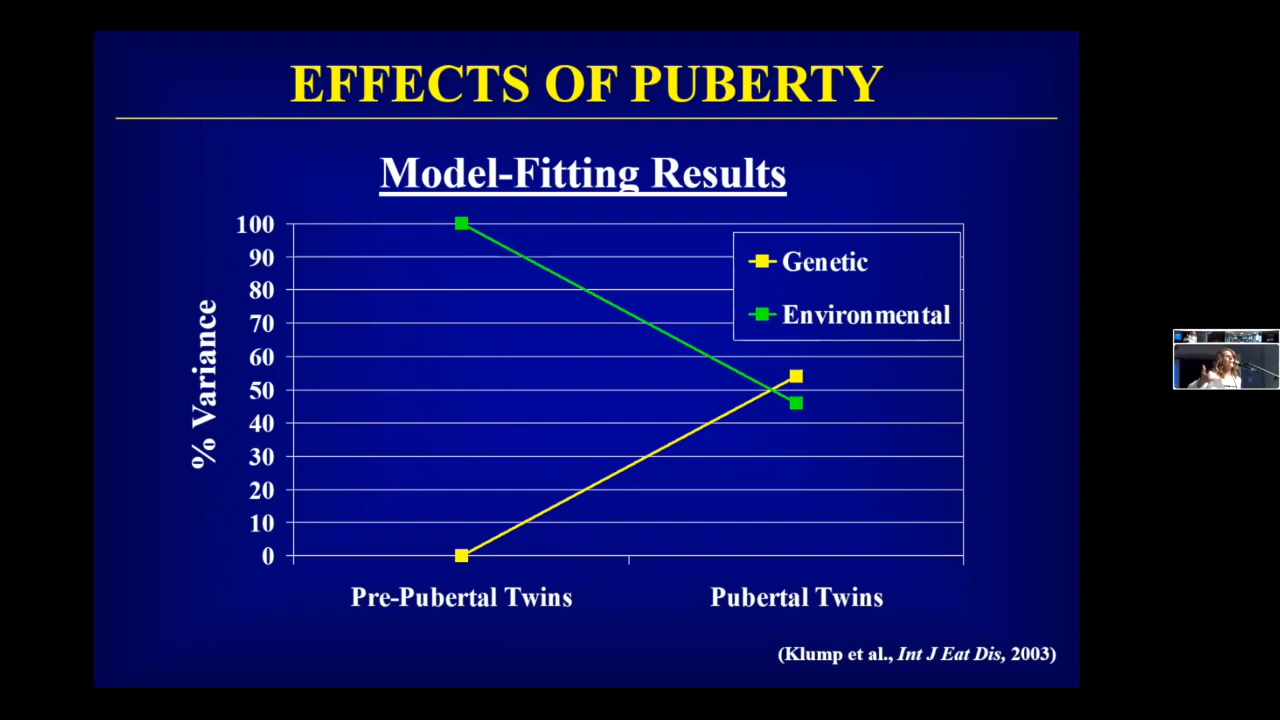 EFFECTS OF PUBERTY
Model-Fitting Results
100
90
80
70
60
50
40
30
20
10
0
% Variance
Genetic
Environmental
Pre-Pubertal Twins
Pubertal Twins
(Klump et al., Int J Eat Dis, 2003)